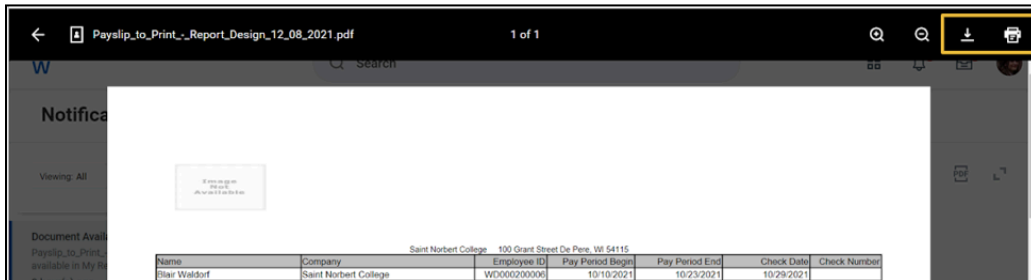 Payslip_to_Print_-_Report_Design_12_08_2021.pdf 1 of 1
W Search
Notifica
Viewing: All
PDF
Image
Not
Available
Document Availa
Payslip_to_Print_-
available in My Re
Saint Norbert College 100 Grant Street De Pere, WI 54115
Name Company Employee ID Pay Period Begin Pay Period End Check Date Check Number
Blair Waldorf Saint Norbert College WD000200006 10/10/2021 10/23/2021 10/29/2021